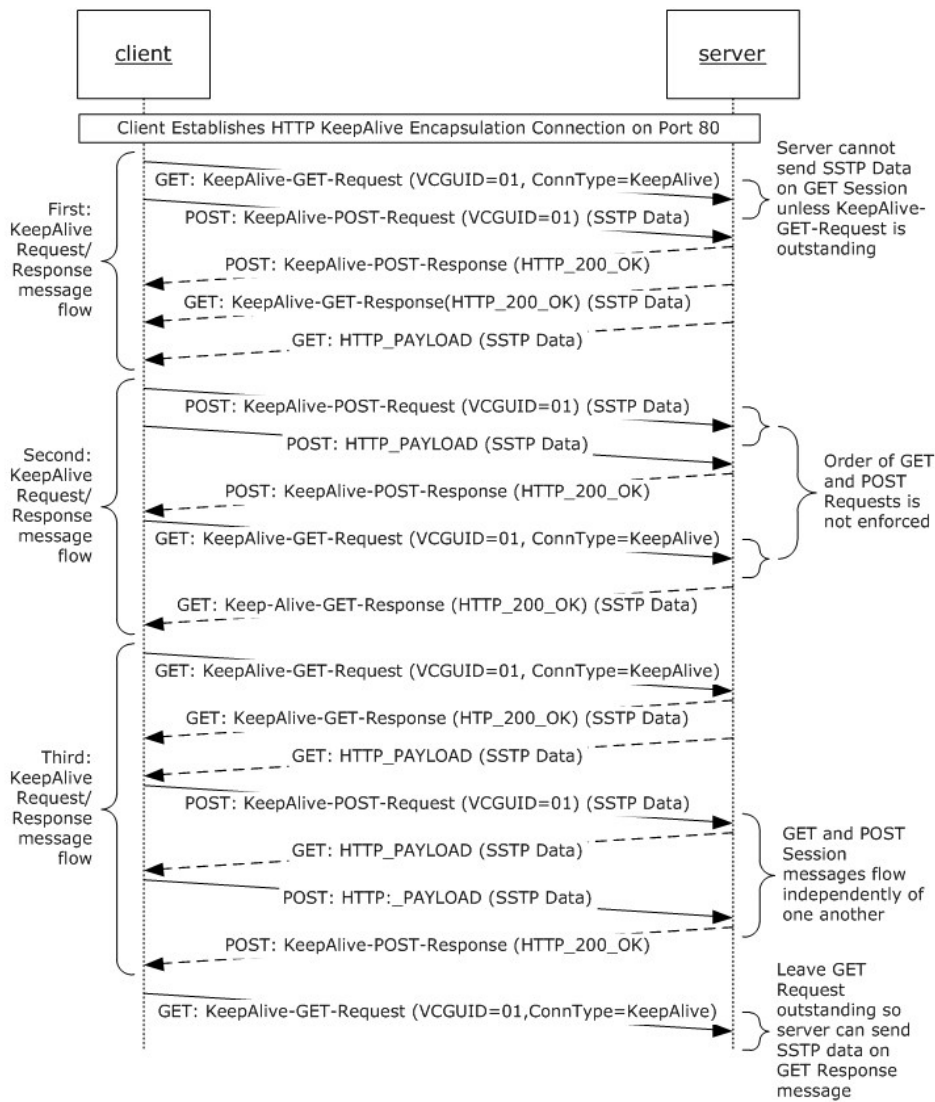 client
server
Client Establishes HTTP KeepAlive Encapsulation Connection on Port 80
First:
KeepAlive
Request/
Response
message
flow
GET: KeepAlive-GET-Request (VCGUID=01, ConnType=KeepAlive)
POST: KeepAlive-POST-Request (VCGUID=01) (SSTP Data)
POST: KeepAlive-POST-Response (HTTP_200_OK)
GET: KeepAlive-GET-Response(HTTP_200_OK) (SSTP Data)
GET: HTTP_PAYLOAD (SSTP Data)
Server cannot
send SSTP Data
on GET Session
unless KeepAlive-
GET-Request is
outstanding
Second:
KeepAlive
Request/
Response
message
flow
POST: KeepAlive-POST-Request (VCGUID=01) (SSTP Data)
POST: HTTP_PAYLOAD (SSTP Data)
POST: KeepAlive-POST-Response (HTTP_200_OK)
GET: KeepAlive-GET-Request (VCGUID=01, ConnType=KeepAlive)
GET: Keep-Alive-GET-Response (HTTP_200_OK) (SSTP Data)
Order of GET
and POST
Requests is
not enforced
Third:
KeepAlive
Request/
Response
message
flow
GET: KeepAlive-GET-Request (VCGUID=01, ConnType=KeepAlive)
GET: KeepAlive-GET-Response (HTP_200_OK) (SSTP Data)
GET: HTTP_PAYLOAD (SSTP Data)
POST: KeepAlive-POST-Request (VCGUID=01) (SSTP Data)
GET: HTTP_PAYLOAD (SSTP Data)
POST: HTTP:_PAYLOAD (SSTP Data)
POST: KeepAlive-POST-Response (HTTP_200_OK)
GET and POST
Session
messages flow
independently of
one another
GET: KeepAlive-GET-Request (VCGUID=01,ConnType=KeepAlive)
Leave GET
Request
outstanding so
server can send
SSTP data on
GET Response
message